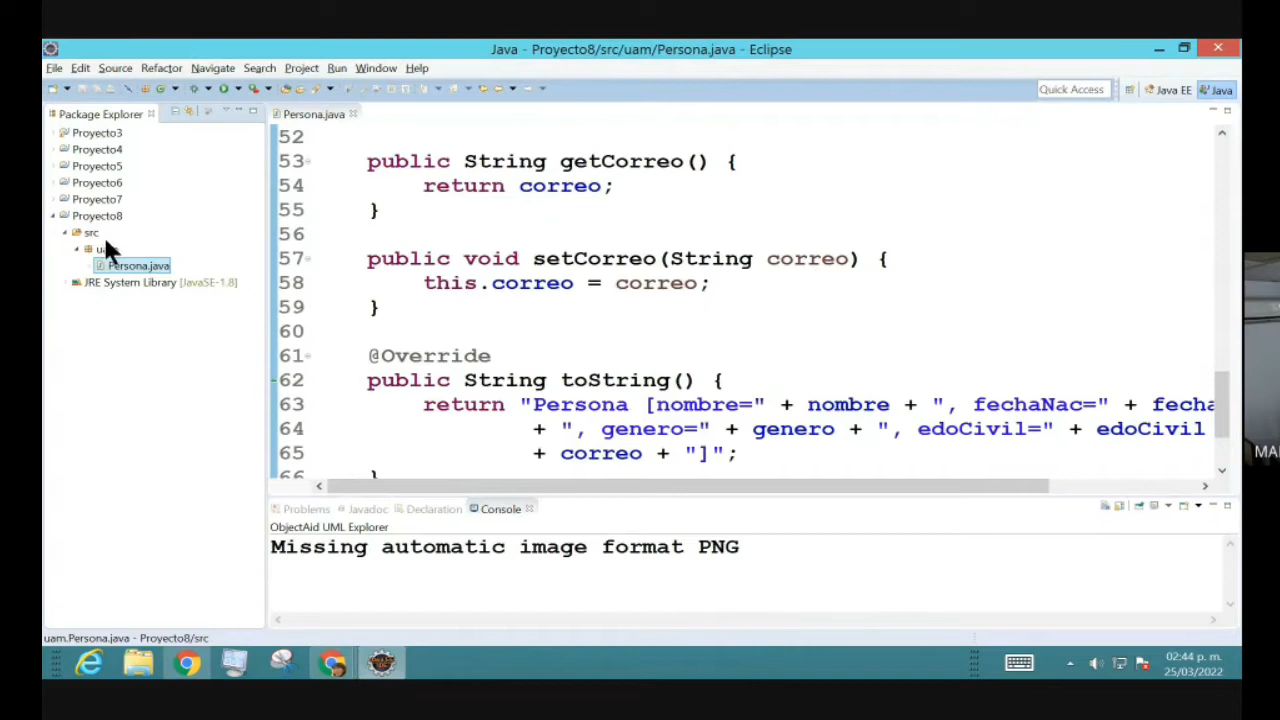 Java - Proyecto8/src/uam/Persona.java - Eclipse
File Edit Source Refactor Navigate Search Project Run Window Help
Quick Access
Java EE
Java
Package Explorer
Proyecto3
Proyecto4
Proyecto5
Proyecto6
Proyecto7
Proyecto8
src
Persona.java
JRE System Library [JavaSE-1.8]
Persona.java
52
53 public String getCorreo() {
54 return correo;
55 }
56
57 public void setCorreo(String correo) {
58 this.correo = correo;
59 }
60
61 @Override
62 public String toString() {
63 return "Persona [nombre=" + nombre + ", fechaNac=" + fecha
64 + ", genero=" + genero + ", edoCivil=" + edoCivil
65 + correo + "]";
66 }
Problems Javadoc Declaration Console
ObjectAid UML Explorer
Missing automatic image format PNG
uam.Persona.java - Proyecto8/src
02:44 p. m.
25/03/2022